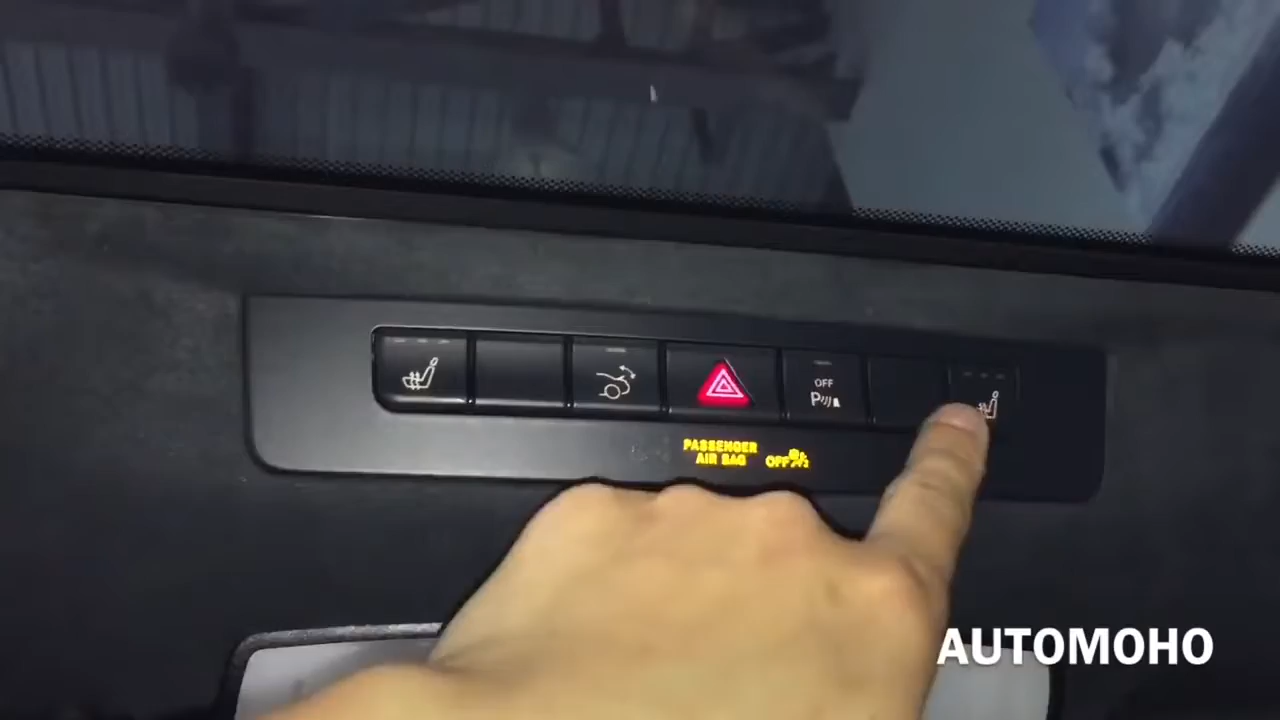 OFF
P
PASSENGER
AIR BAG OFF
AUTOMOHO